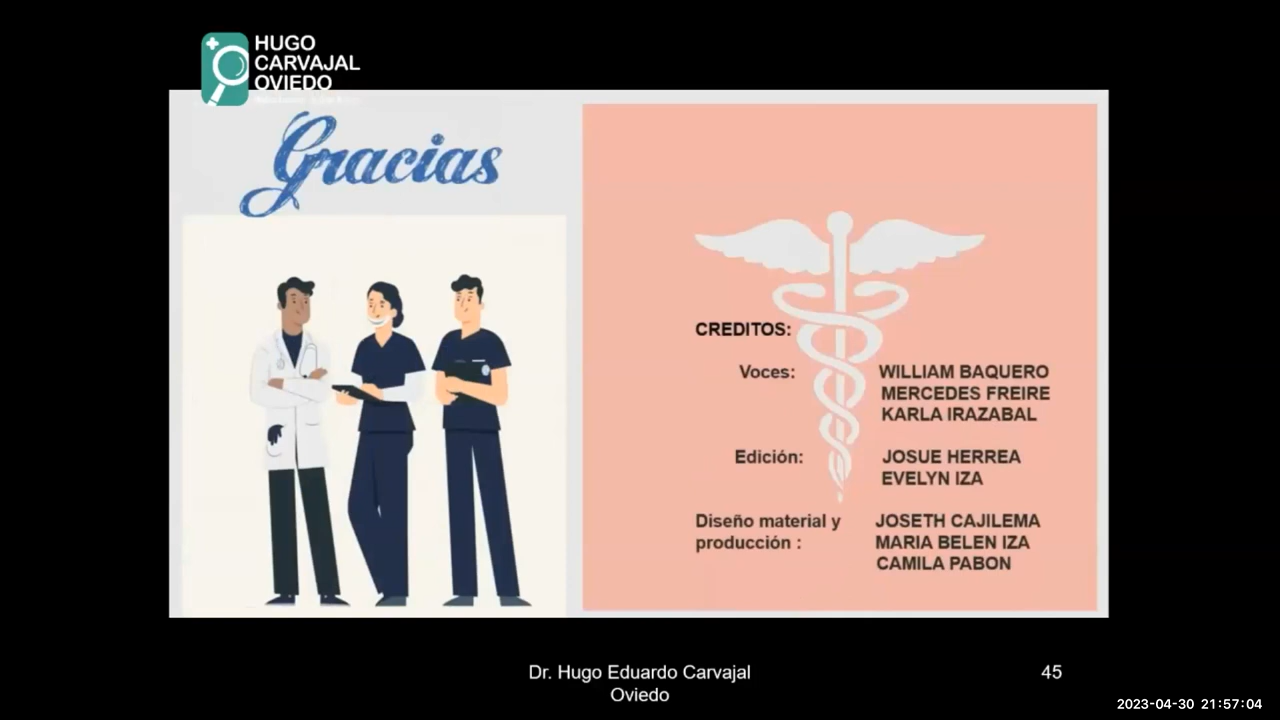 HUGO
CARVAJAL
OVIEDO
Gracias
CREDITOS:
Voces: WILLIAM BAQUERO
MERCEDES FREIRE
KARLA IRAZABAL
Edición: JOSUE HERREA
EVELYN IZA
Diseño material y JOSETH CAJILEMA
producción : MARIA BELEN IZA
CAMILA PABON
Dr. Hugo Eduardo Carvajal
Oviedo
45
2023-04-30 21:57:04